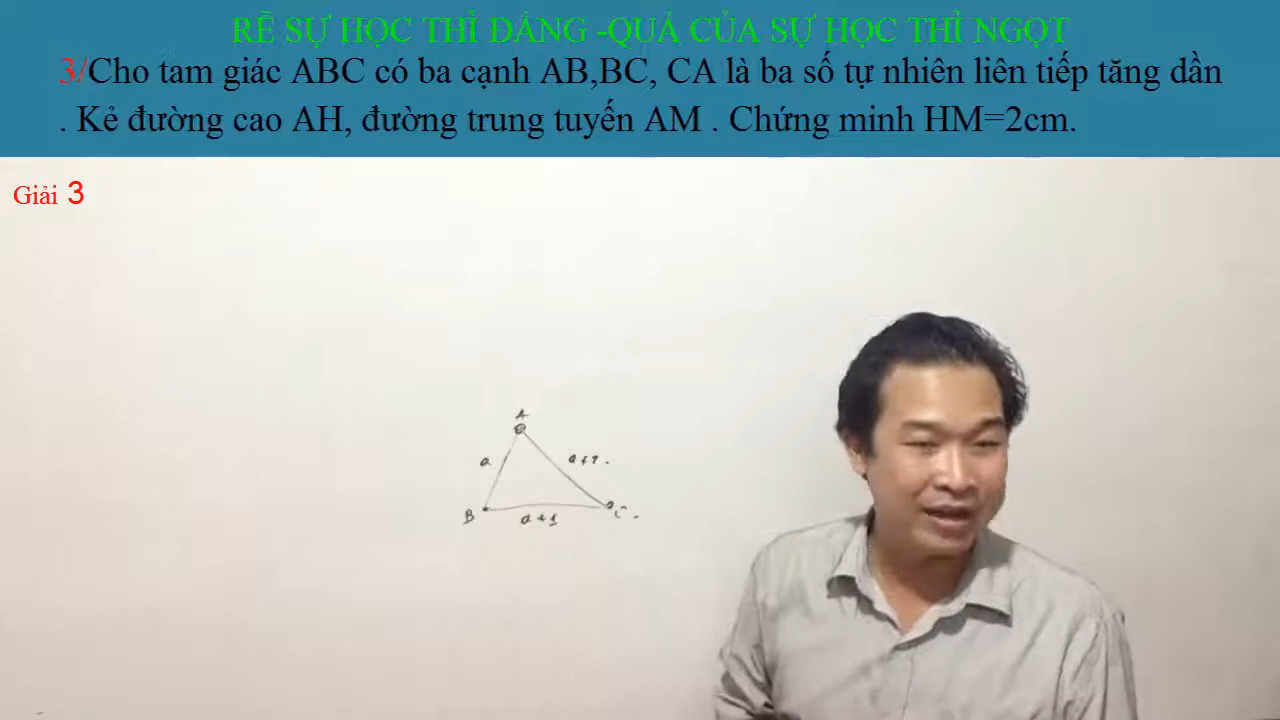 RỄ SỰ HỌC THÌ ĐẮNG -QUẢ CỦA SỰ HỌC THÌ NGỌT
3/Cho tam giác ABC có ba cạnh AB,BC, CA là ba số tự nhiên liên tiếp tăng dần
. Kẻ đường cao AH, đường trung tuyến AM . Chứng minh HM=2cm.
Giải 3
A
a
B
a+1
C